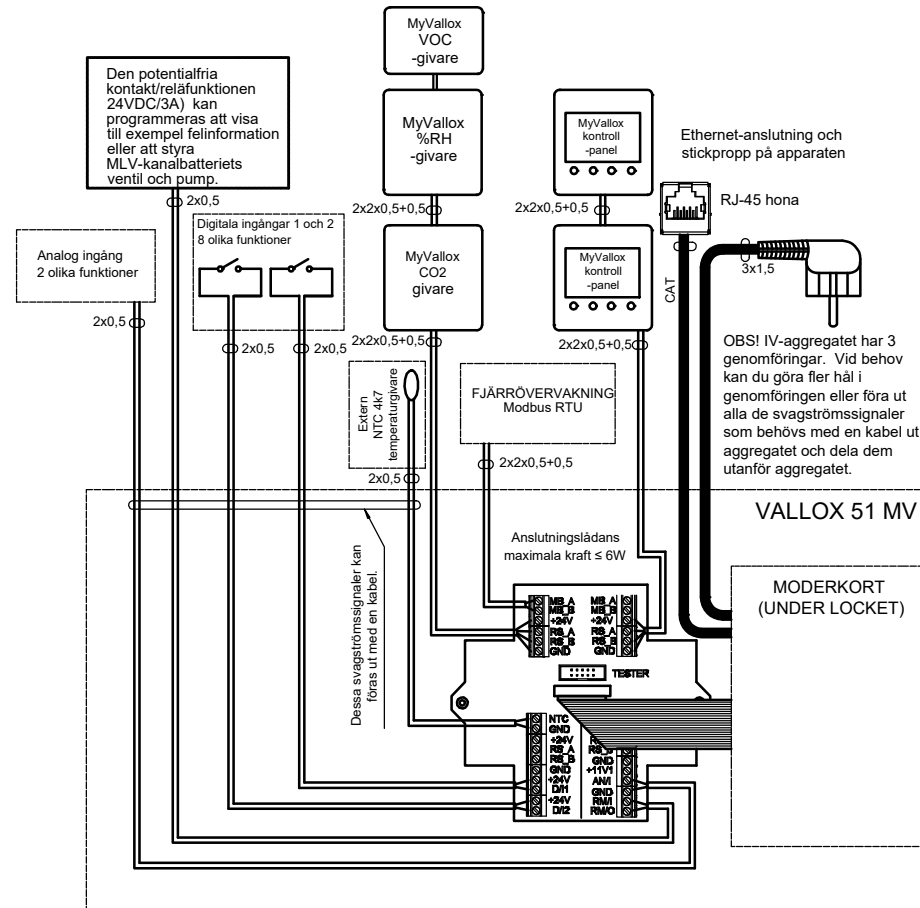 MyVallox
VOC
-givare
Den potentialfria
kontakt/reläfunktionen
24VDC/3A) kan
programmeras att visa
till exempel felinformation
eller att styra
MLV-kanalbatteriets
ventil och pump.
MyVallox
%RH
-givare
MyVallox
kontroll
-panel
Ethernet-anslutning och
stickpropp på apparaten
RJ-45 hona
2x0,5
2x2x0,5+0,5
2x2x0,5+0,5
Analog ingång
2 olika funktioner
Digitala ingångar 1 och 2
8 olika funktioner
MyVallox
CO2
givare
MyVallox
kontroll
-panel
CAT
3x1,5
2x0,5
2x0,5
2x0,5
2x2x0,5+0,5
2x2x0,5+0,5
OBS! IV-aggregatet har 3
genomföringar. Vid behov
kan du göra fler hål i
genomföringen eller föra ut
alla de svagströmssignaler
som behövs med en kabel ut
aggregatet och dela dem
utanför aggregatet.
Extern
NTC 4k7
temperaturgivare
2x0,5
FJÄRRÖVERVAKNING
Modbus RTU
2x2x0,5+0,5
VALLOX 51 MV
Anslutningslådans
maximala kraft ≤ 6W
MODERKORT
(UNDER LOCKET)
Dessa svagströmssignaler kan
föras ut med en kabel.
MB_A
MB_B
+24V
RS_A
RS_B
GND
MB_A
MB_B
+24V
RS_A
RS_B
GND
TESTER
NTC
GND
+24V
RS_A
RS_B
GND
+24V
D/I1
+24V
D/I2
GND
+11V1
AN/I
GND
RM/I
RM/O